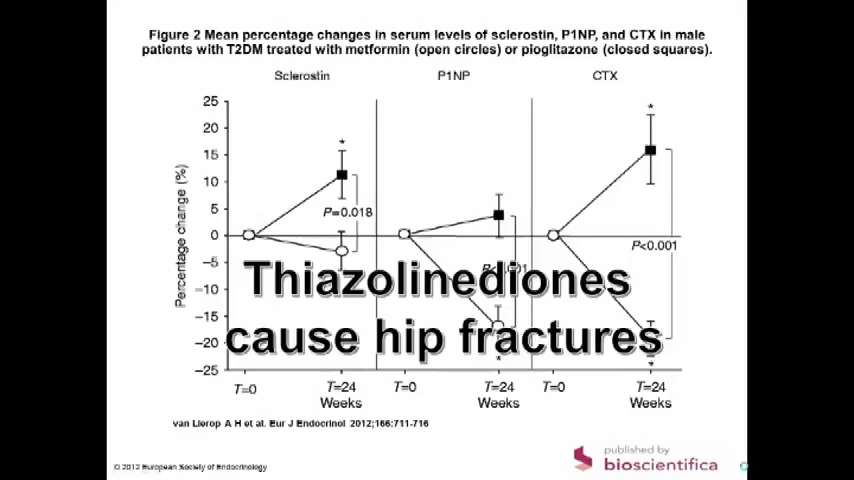 Figure 2 Mean percentage changes in serum levels of sclerostin, P1NP, and CTX in male
patients with T2DM treated with metformin (open circles) or pioglitazone (closed squares).
Sclerostin
P1NP
CTX
Percentage change (%)
25
20
15
10
5
0
−5
−10
−15
−20
−25
*
*
P=0.018
P<0.001
P<0.001
Thiazolinediones
cause hip fractures
*
*
T=0
T=24
Weeks
T=0
T=24
Weeks
T=0
T=24
Weeks
van Lierop A H et al. Eur J Endocrinol 2012;166:711-716
© 2012 European Society of Endocrinology
published by
bioscientifica